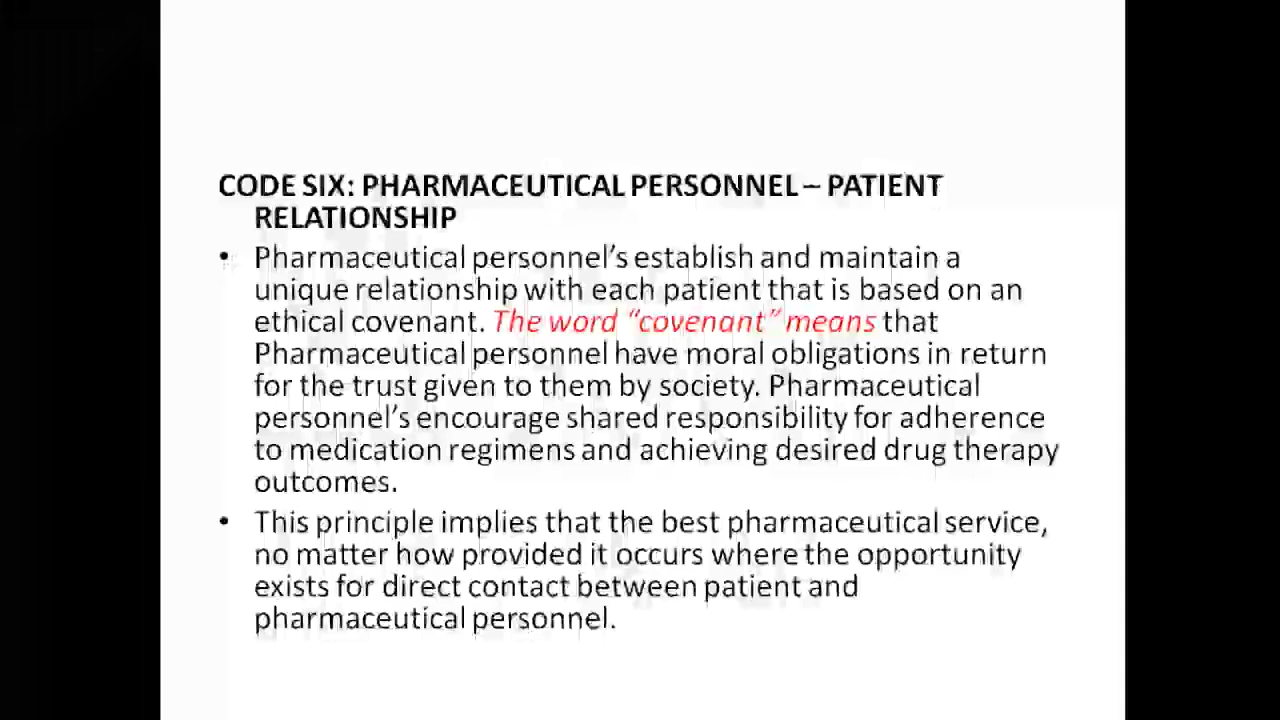 CODE SIX: PHARMACEUTICAL PERSONNEL – PATIENT
RELATIONSHIP
• Pharmaceutical personnel’s establish and maintain a
unique relationship with each patient that is based on an
ethical covenant. The word “covenant” means that
Pharmaceutical personnel have moral obligations in return
for the trust given to them by society. Pharmaceutical
personnel’s encourage shared responsibility for adherence
to medication regimens and achieving desired drug therapy
outcomes.
• This principle implies that the best pharmaceutical service,
no matter how provided it occurs where the opportunity
exists for direct contact between patient and
pharmaceutical personnel.